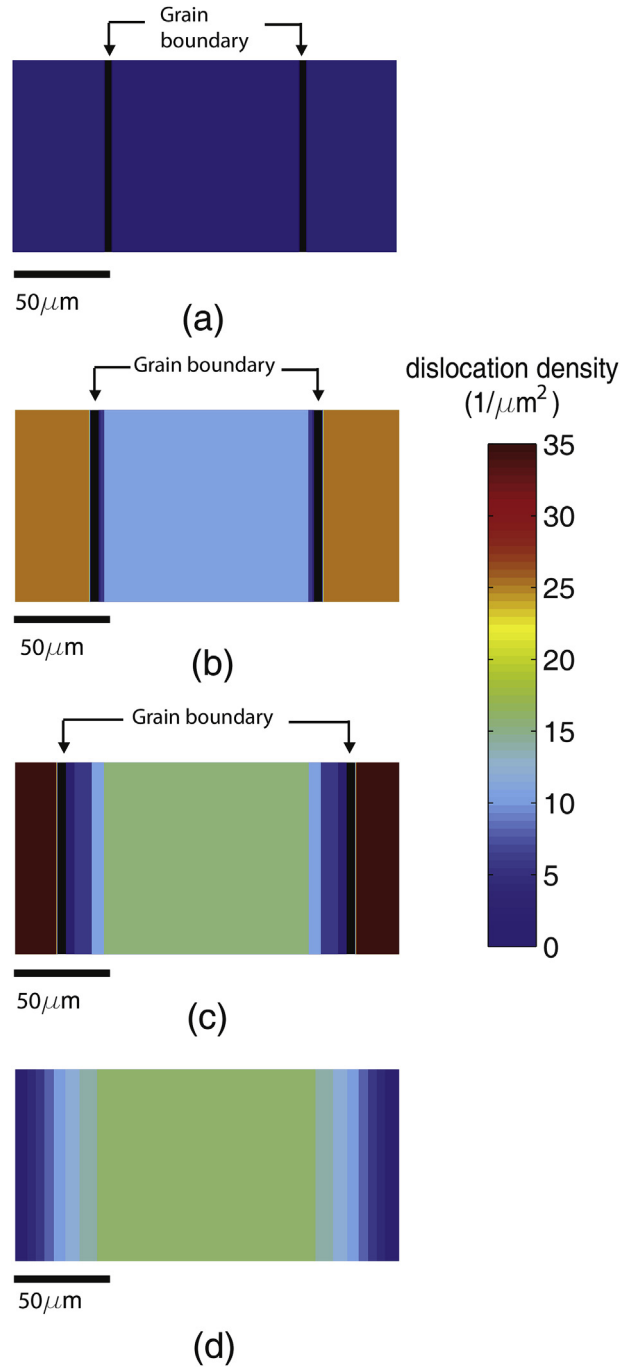 Grain
boundary
50μm
(a)
Grain boundary
dislocation density
(1/μm²)
35
30
25
20
15
10
5
0
50μm
(b)
Grain boundary
50μm
(c)
50μm
(d)